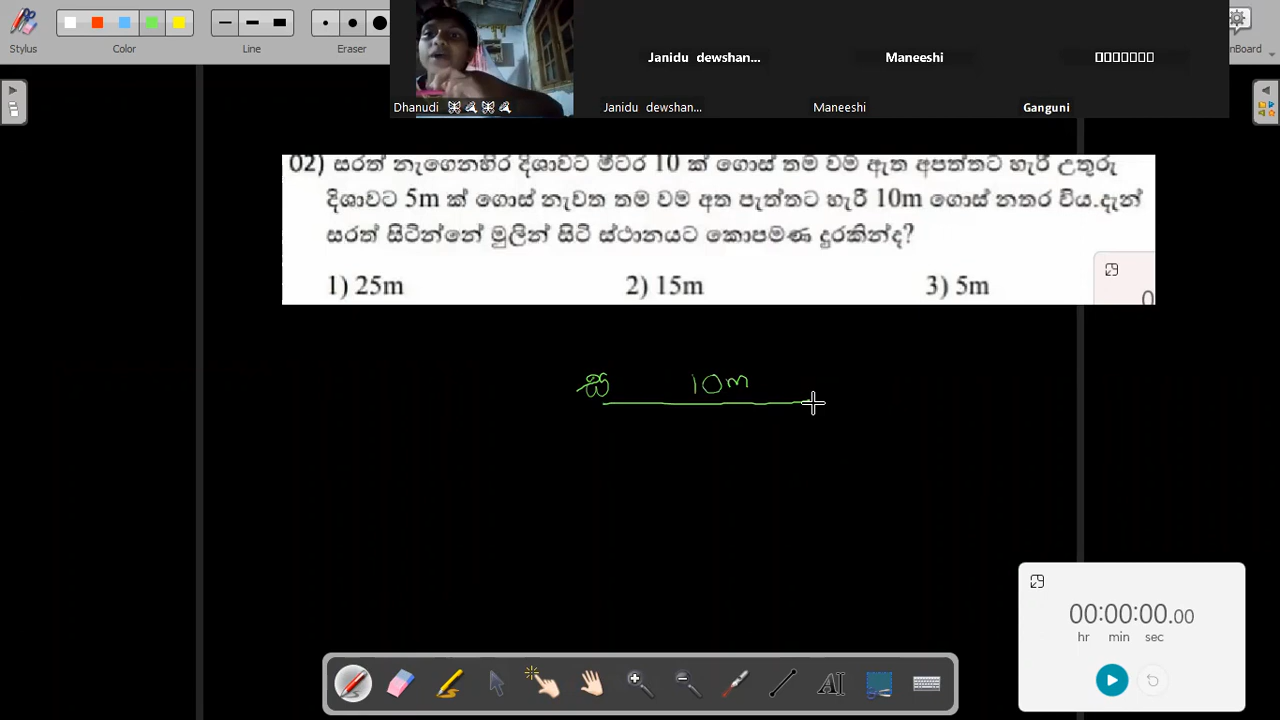 Stylus
Color
Line
Eraser
Board
Dhanudi
Janidu dewshan...
Janidu dewshan...
Maneeshi
Maneeshi
Ganguni
02) සරත් නැගෙනහිර දිශාවට මීටර 10 ක් ගොස් තම වම ඇත අපත්තට හැරී උතුරු
දිශාවට 5m ක් ගොස් නැවත තම වම අත පැත්තට හැරී 10m ගොස් නතර විය.දැන්
සරත් සිටින්නේ මුලින් සිටි ස්ථානයට කොපමණ දුරකින්ද?
1) 25m 2) 15m 3) 5m
10m
00:00:00.00
hr min sec